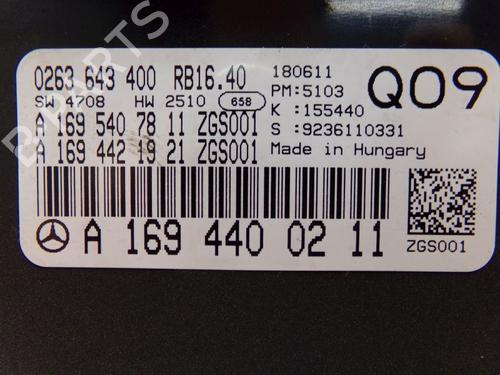 0263 643 400 RB16.40
SW 4708 HW 2510 658
A 169 540 78 11 ZGS001
A 169 442 19 21 ZGS001
180611
PM:5103
K :155440
S :9236110331
Made in Hungary
Q09
A 169 440 02 11
ZGS001
B-PARTS